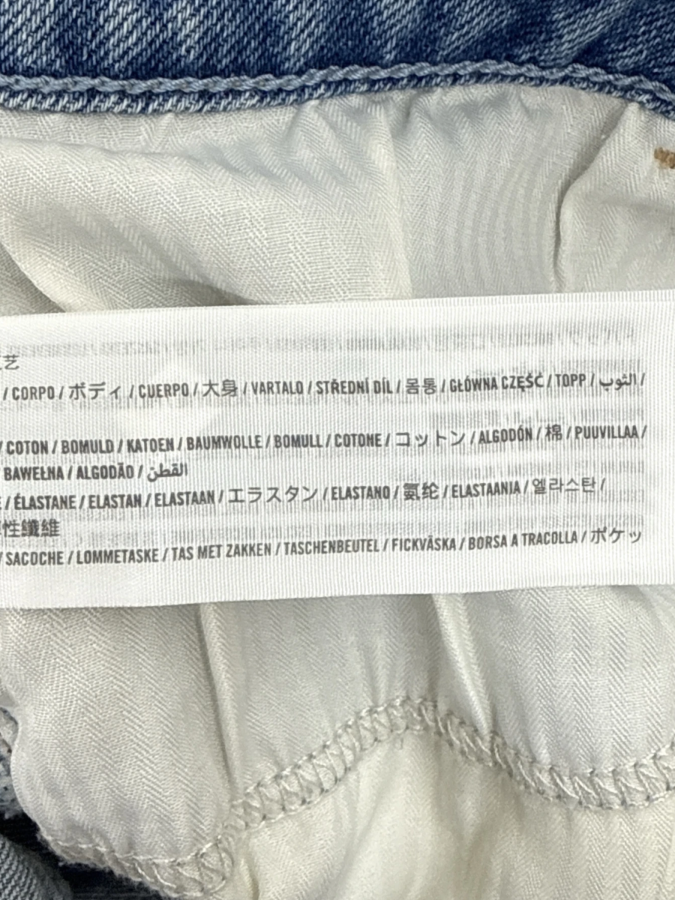 艺
/ CORPO / ボディ / CUERPO / 大身 / VARTALO / STŘEDNÍ DÍL / 몸통 / GŁÓWNA CZĘŚĆ / TOPP / الثوب /
/ COTON / BOMULD / KATOEN / BAUMWOLLE / BOMULL / COTONE / コットン / ALGODÓN / 棉 / PUUVILLAA /
BAWEŁNA / ALGODÃO / القطن
/ ÉLASTANE / ELASTAN / ELASTAAN / エラスタン / ELASTANO / 氨纶 / ELASTAANIA / 엘라스탄 /
性纖維
/ SACOCHE / LOMMETASKE / TAS MET ZAKKEN / TASCHENBEUTEL / FICKVÄSKA / BORSA A TRACOLLA / ポケッ